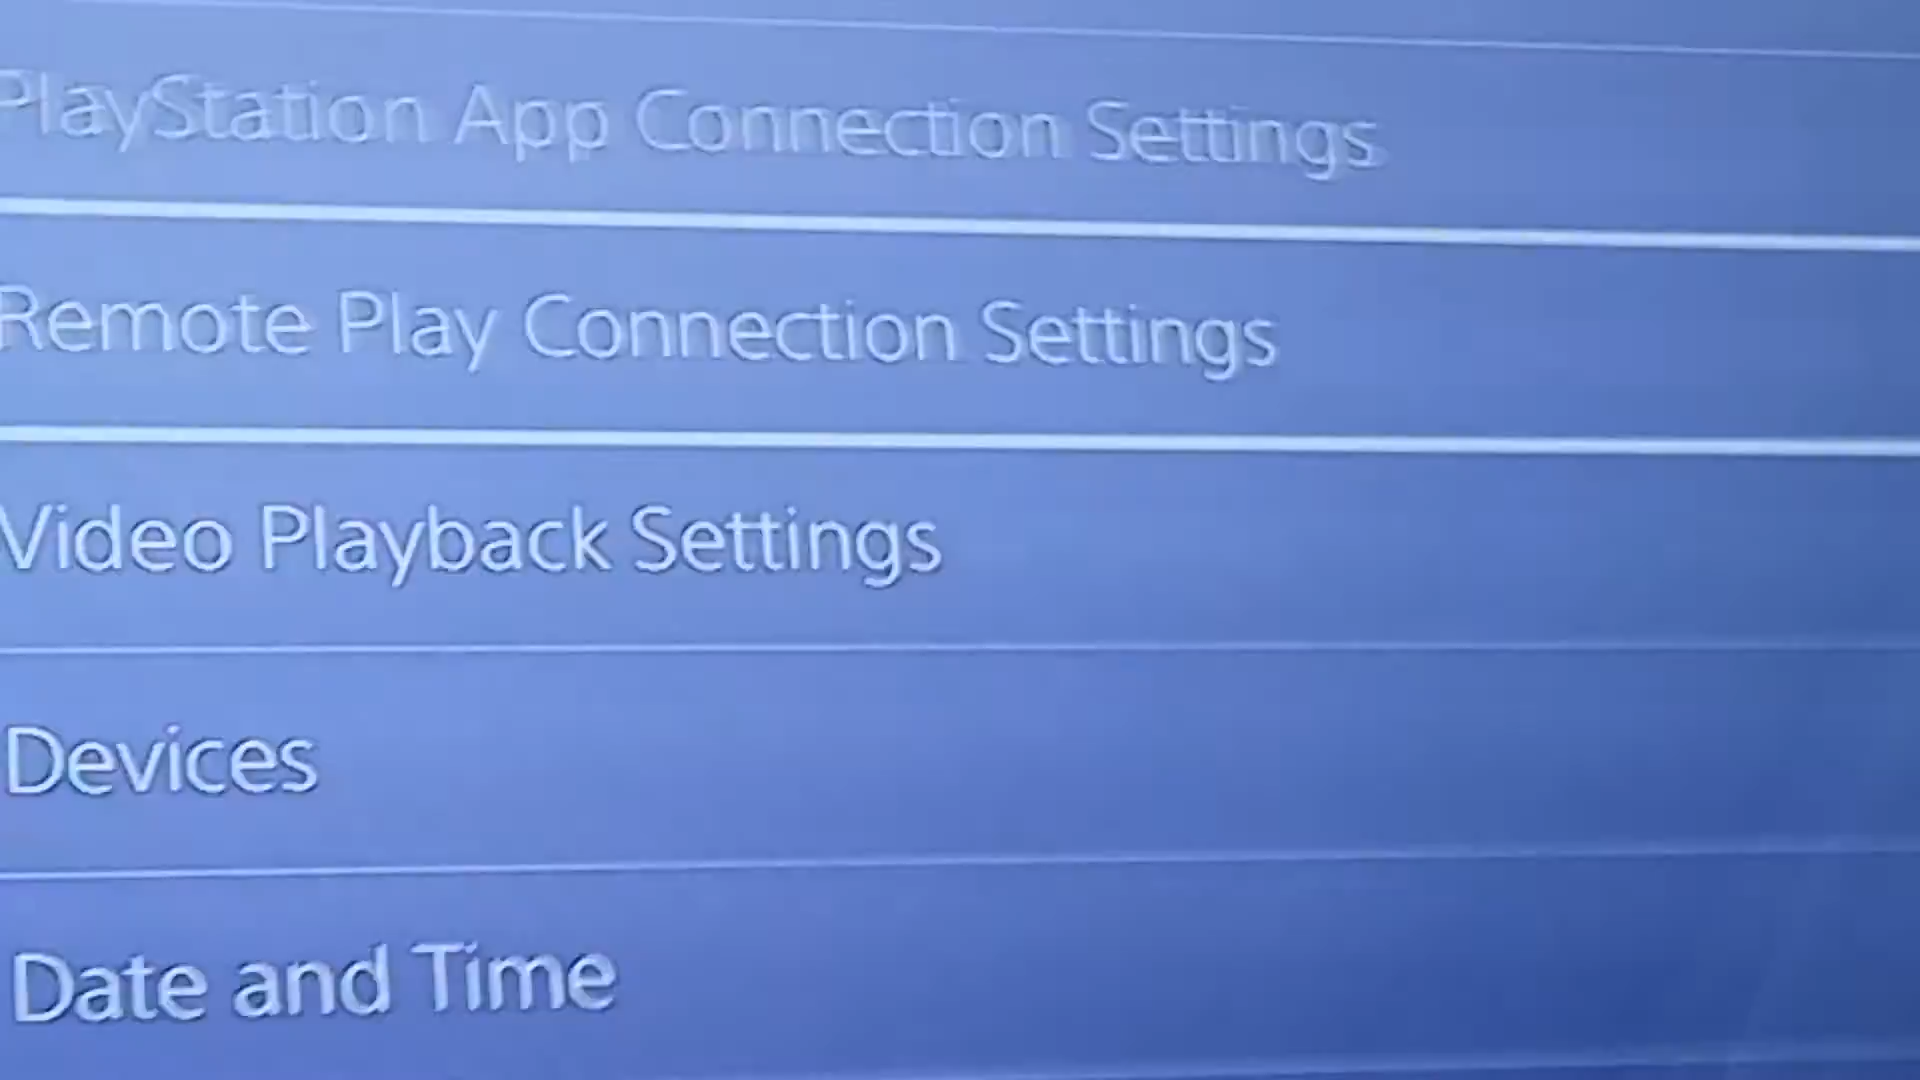 PlayStation App Connection Settings
Remote Play Connection Settings
Video Playback Settings
Devices
Date and Time